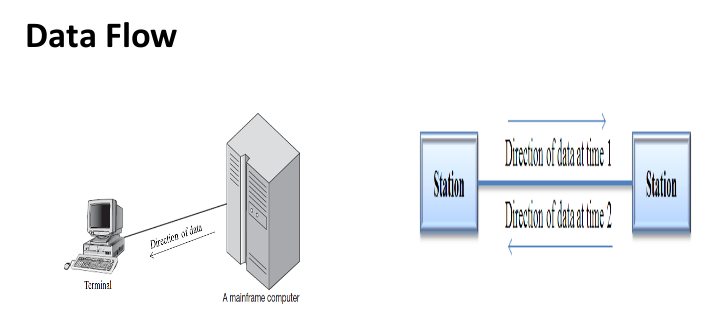 Data Flow
Direction of data
Terminal
A mainframe computer
Station
Direction of data at time 1
Direction of data at time 2
Station